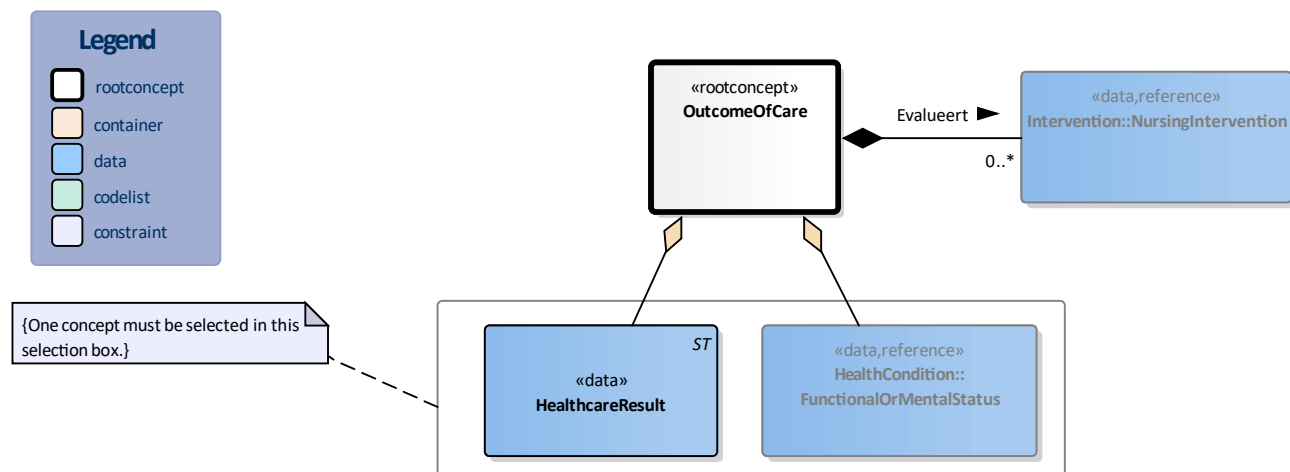 Legend
rootconcept
container
data
codelist
constraint
«rootconcept»
OutcomeOfCare
Evalueert
0..*
«data,reference»
Intervention::NursingIntervention
{One concept must be selected in this
selection box.}
ST
«data»
HealthcareResult
«data,reference»
HealthCondition::
FunctionalOrMentalStatus